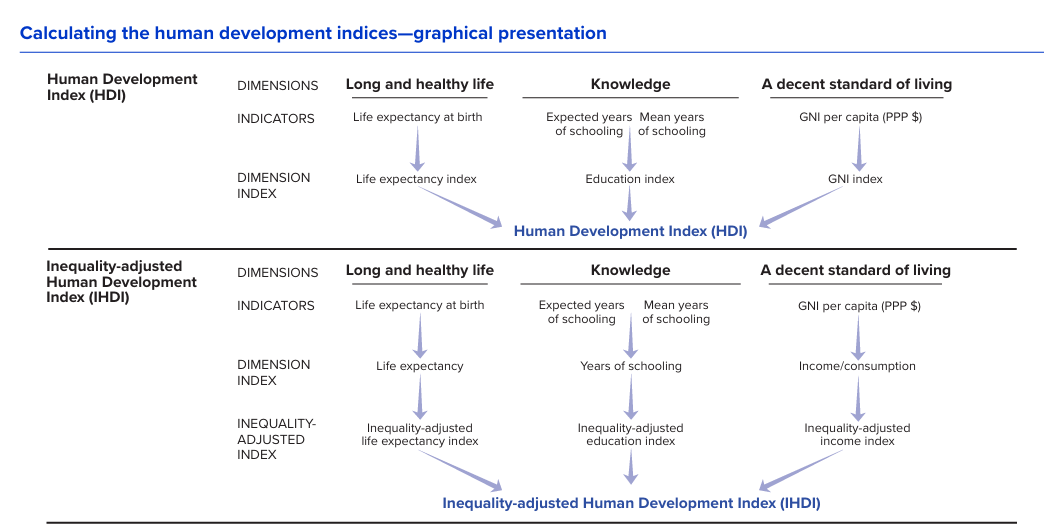 Calculating the human development indices—graphical presentation
Human Development
Index (HDI)
DIMENSIONS
Long and healthy life
Knowledge
A decent standard of living
INDICATORS
Life expectancy at birth
Expected years
of schooling
Mean years
of schooling
GNI per capita (PPP $)
DIMENSION
INDEX
Life expectancy index
Education index
GNI index
Human Development Index (HDI)
Inequality-adjusted
Human Development
Index (IHDI)
DIMENSIONS
Long and healthy life
Knowledge
A decent standard of living
INDICATORS
Life expectancy at birth
Expected years
of schooling
Mean years
of schooling
GNI per capita (PPP $)
DIMENSION
INDEX
Life expectancy
Years of schooling
Income/consumption
INEQUALITY-
ADJUSTED
INDEX
Inequality-adjusted
life expectancy index
Inequality-adjusted
education index
Inequality-adjusted
income index
Inequality-adjusted Human Development Index (IHDI)